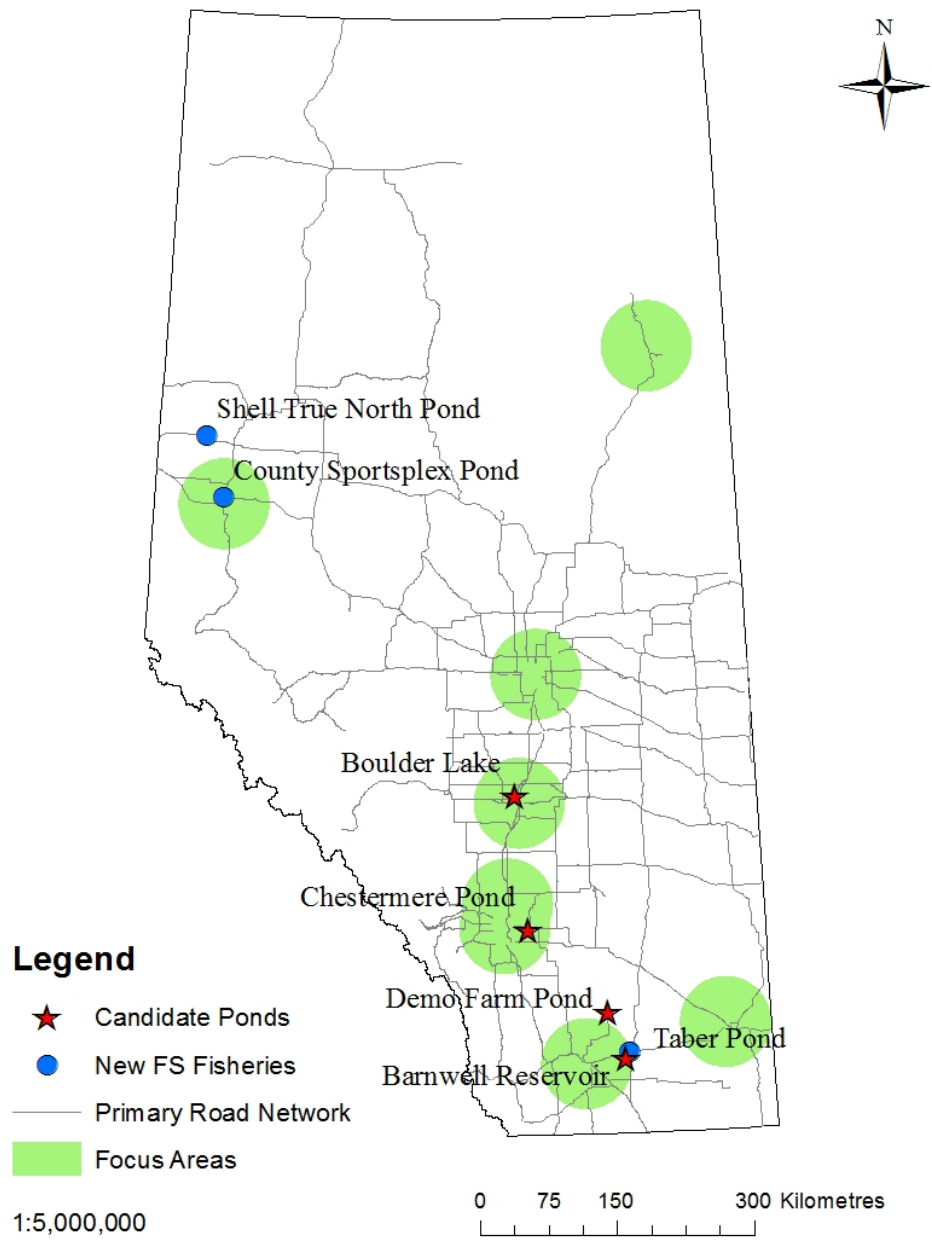 N
Shell True North Pond
County Sportsplex Pond
Boulder Lake
Chestermere Pond
Demo Farm Pond
Taber Pond
Barnwell Reservoir
Legend
Candidate Ponds
New FS Fisheries
Primary Road Network
Focus Areas
1:5,000,000
0 75 150 300 Kilometres